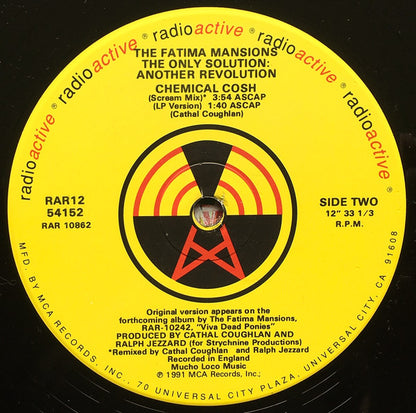 radioactive • radioactive • radioactive • radioactive
THE FATIMA MANSIONS
THE ONLY SOLUTION:
ANOTHER REVOLUTION
CHEMICAL COSH
(Scream Mix)* 3:54 ASCAP
(LP Version) 1:40 ASCAP
(Cathal Coughlan)
RAR12
54152
RAR 10862
SIDE TWO
12" 33 1/3
R.P.M.
Original version appears on the
forthcoming album by The Fatima Mansions,
RAR-10242, "Viva Dead Ponies"
PRODUCED BY CATHAL COUGHLAN AND
RALPH JEZZARD (for Strychnine Productions)
*Remixed by Cathal Coughlan and Ralph Jezzard
Recorded in England
Mucho Loco Music
℗ 1991 MCA Records, Inc.;
MFD. BY MCA RECORDS, INC., 70 UNIVERSAL CITY PLAZA, UNIVERSAL CITY, CA 91608